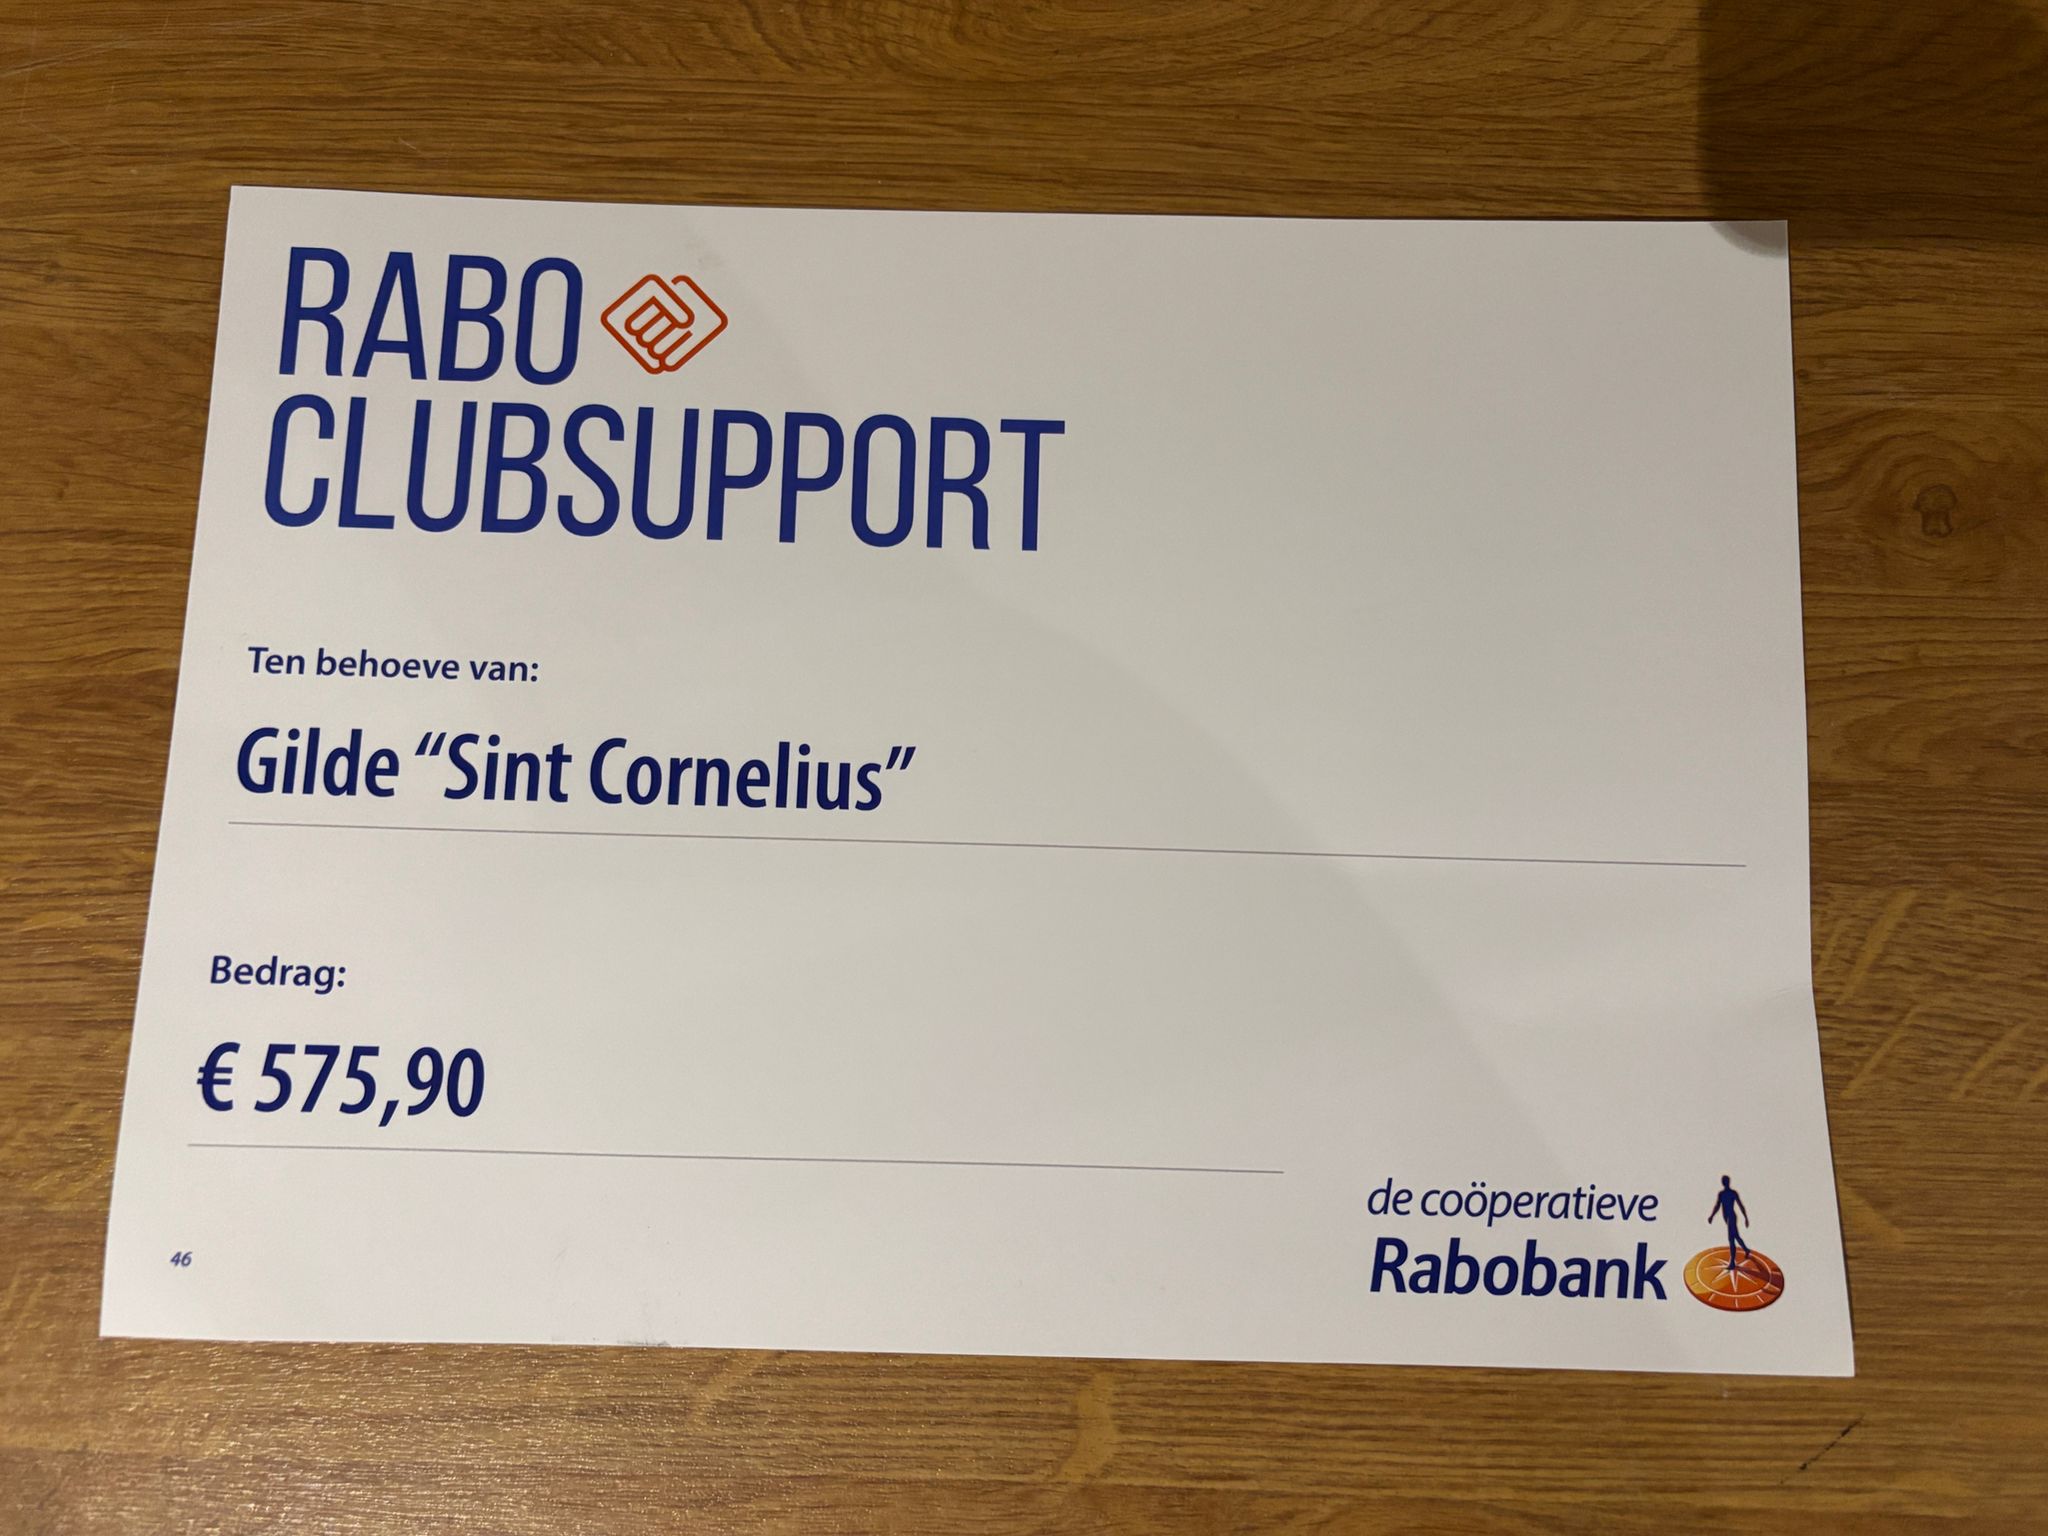 RABO
CLUBSUPPORT
Ten behoeve van:
Gilde “Sint Cornelius”
Bedrag:
€ 575,90
46
de coöperatieve
Rabobank